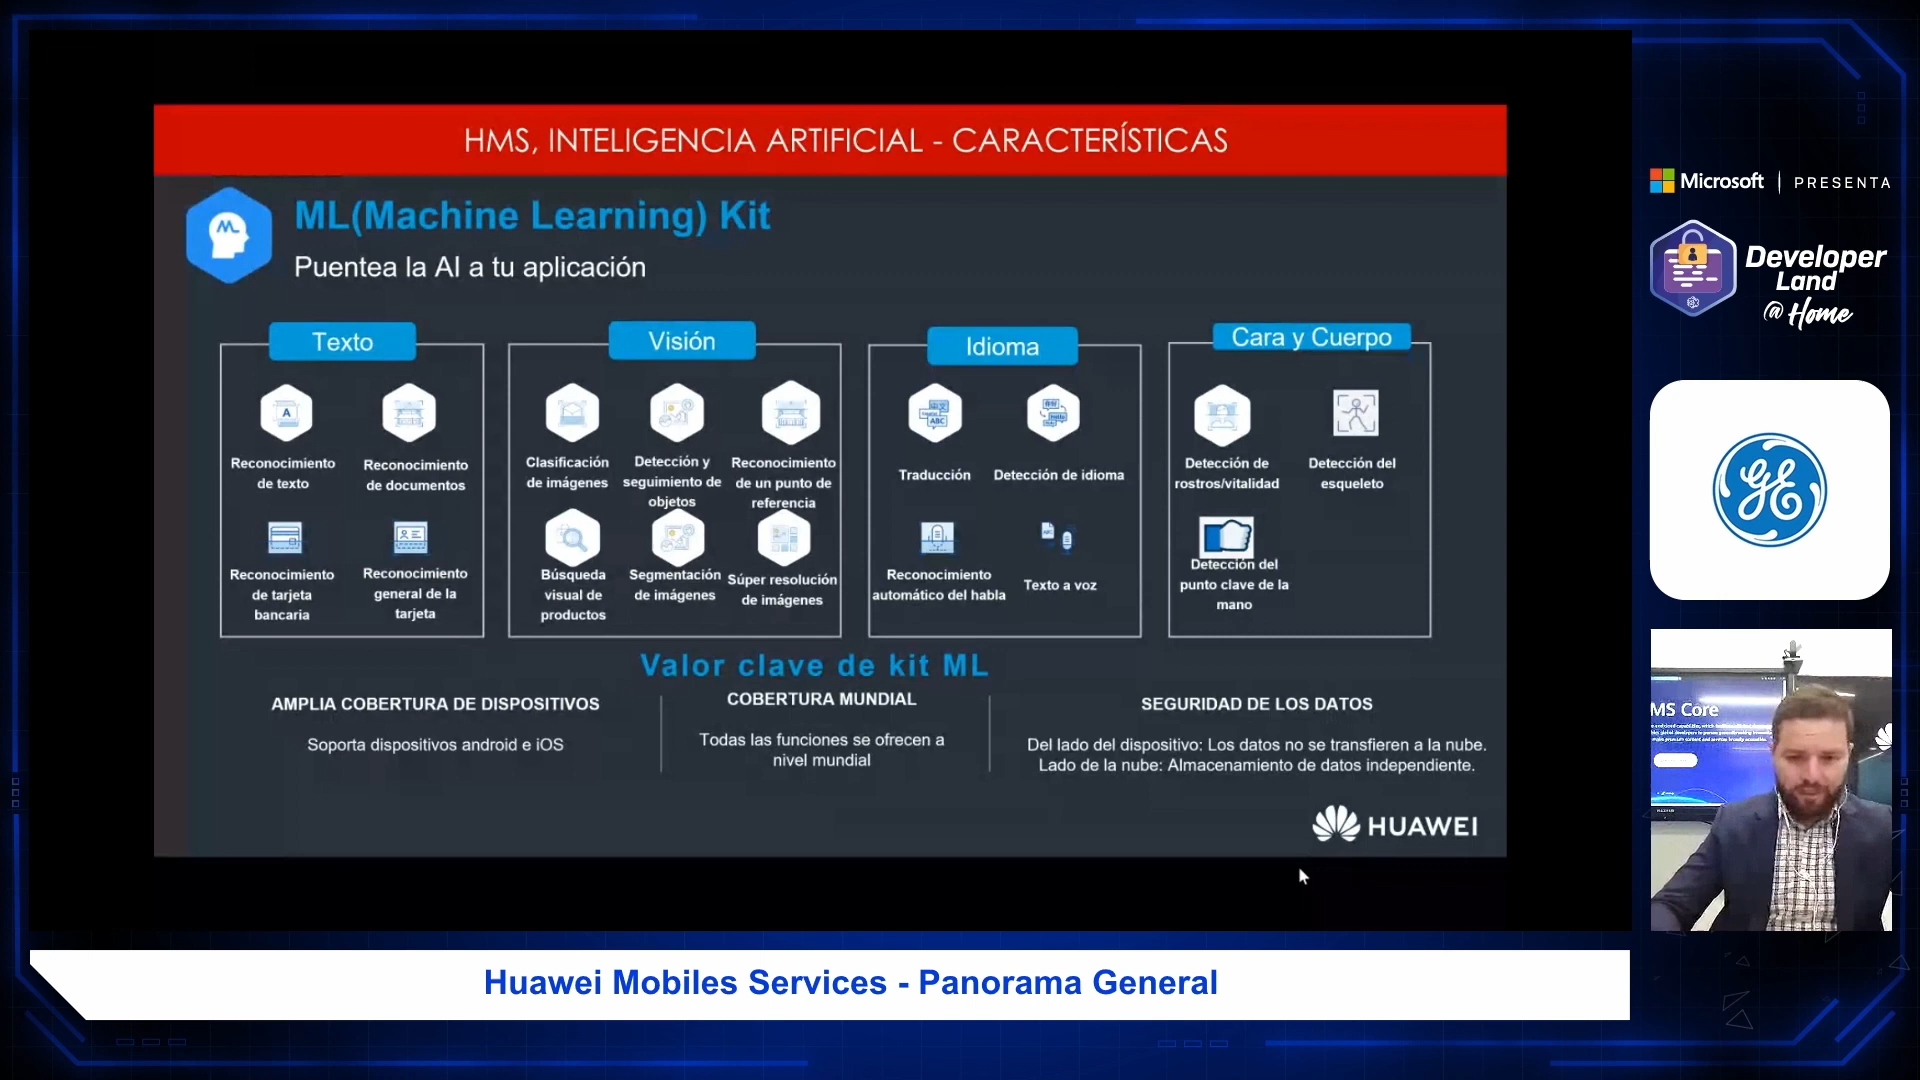 HMS, INTELIGENCIA ARTIFICIAL - CARACTERÍSTICAS
ML(Machine Learning) Kit
Puentea la AI a tu aplicación
Texto
Reconocimiento
de texto
Reconocimiento
de documentos
Reconocimiento
de tarjeta
bancaria
Reconocimiento
general de la
tarjeta
Visión
Clasificación
de imágenes
Detección y
seguimiento de
objetos
Reconocimiento
de un punto de
referencia
Búsqueda
visual de
productos
Segmentación
de imágenes
Súper resolución
de imágenes
Idioma
Traducción
Detección de idioma
Reconocimiento
automático del habla
Texto a voz
Cara y Cuerpo
Detección de
rostros/vitalidad
Detección del
esqueleto
Detección del
punto clave de la
mano
Valor clave de kit ML
AMPLIA COBERTURA DE DISPOSITIVOS
Soporta dispositivos android e iOS
COBERTURA MUNDIAL
Todas las funciones se ofrecen a
nivel mundial
SEGURIDAD DE LOS DATOS
Del lado del dispositivo: Los datos no se transfieren a la nube.
Lado de la nube: Almacenamiento de datos independiente.
HUAWEI
Microsoft | PRESENTA
Developer
Land
@Home
GE
MS Core
Huawei Mobiles Services - Panorama General